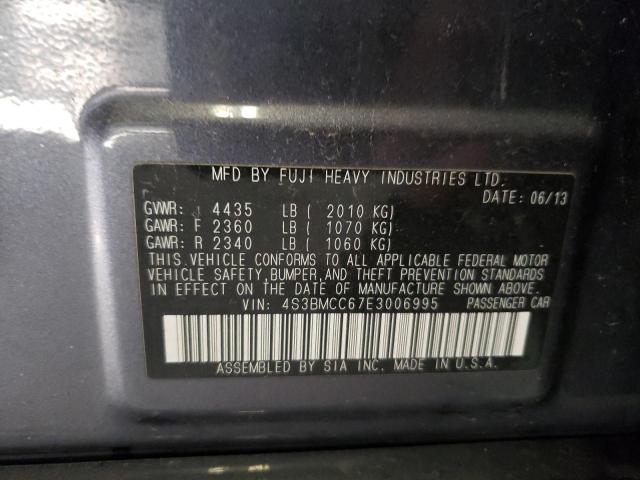 MFD BY FUJI HEAVY INDUSTRIES LTD.
DATE: 06/13
GVWR: 4435 LB ( 2010 KG)
GAWR: F 2360 LB ( 1070 KG)
GAWR: R 2340 LB ( 1060 KG)
THIS VEHICLE CONFORMS TO ALL APPLICABLE FEDERAL MOTOR
VEHICLE SAFETY, BUMPER, AND THEFT PREVENTION STANDARDS
IN EFFECT ON THE DATE OF MANUFACTURE SHOWN ABOVE.
VIN: 4S3BMCC67E3006995 PASSENGER CAR
ASSEMBLED BY SIA INC. MADE IN U.S.A.